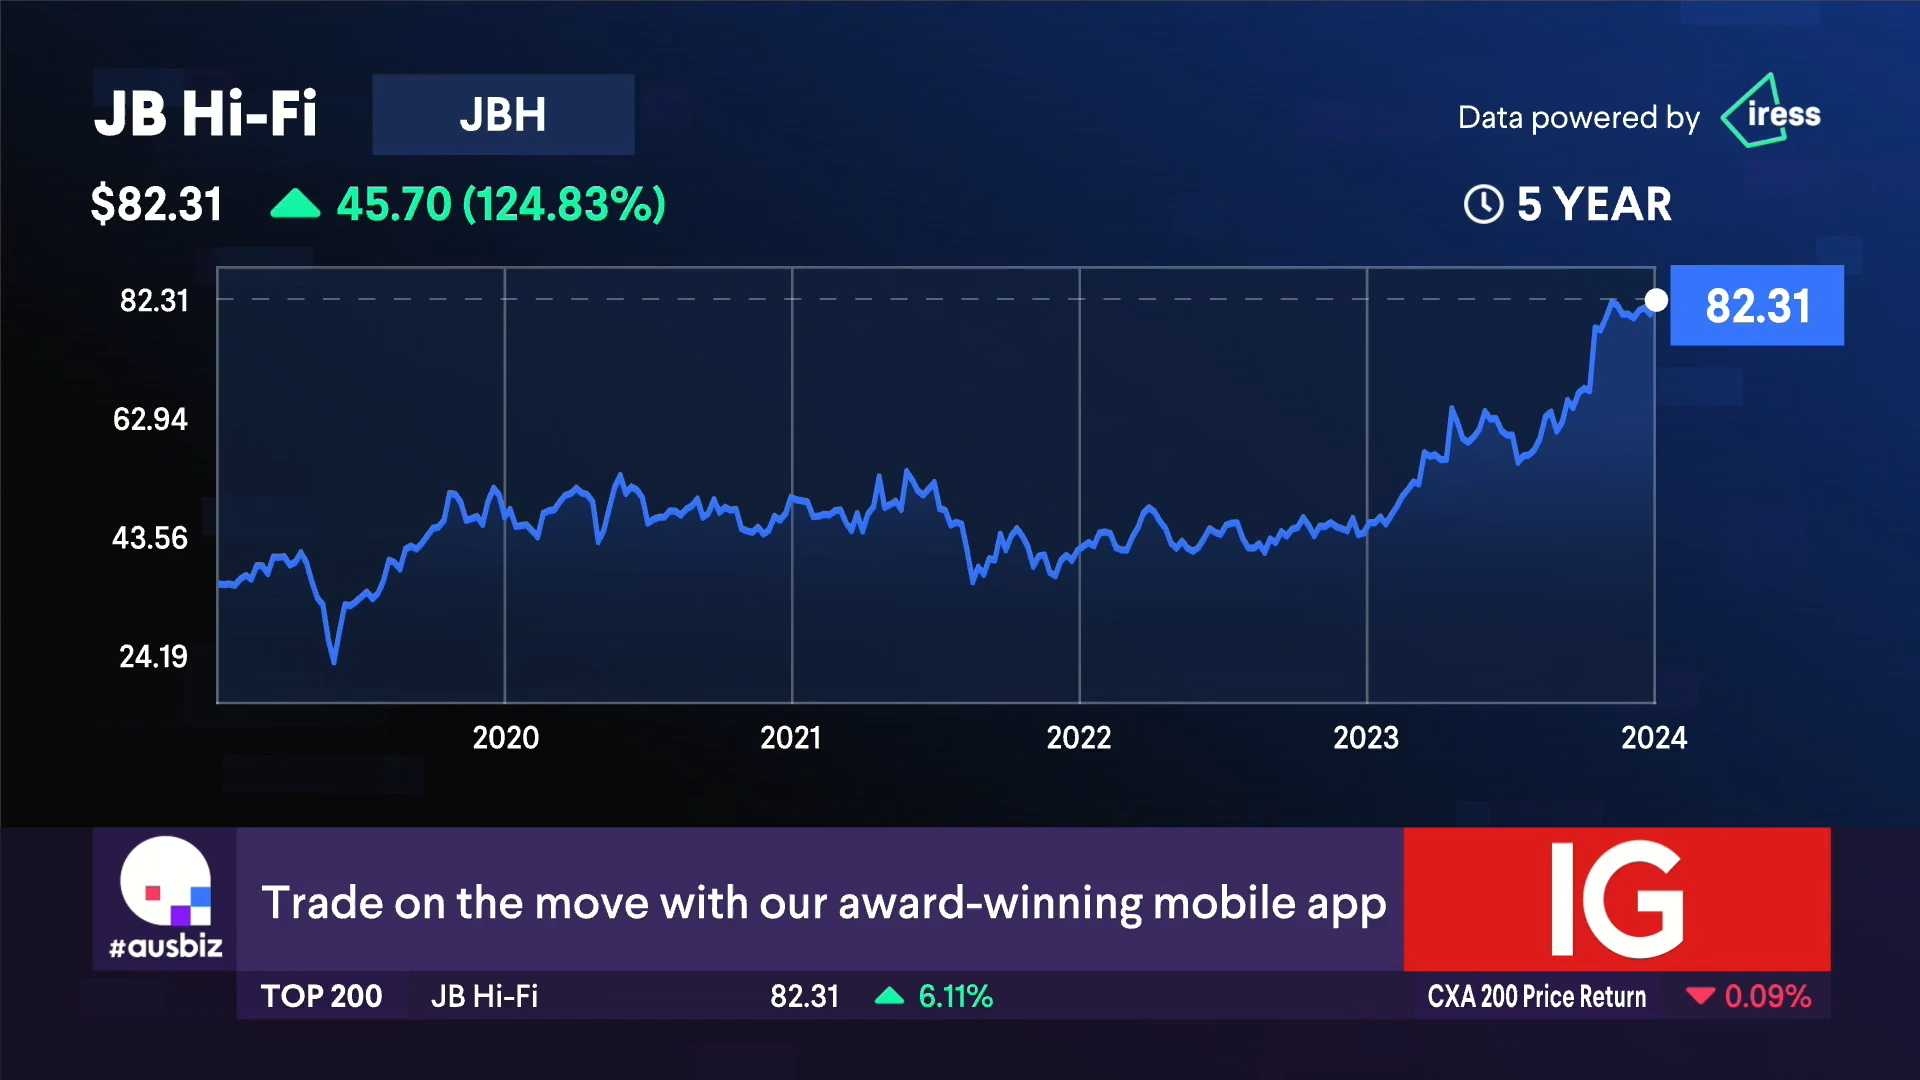 JB Hi-Fi
JBH
Data powered by iress
$82.31
45.70 (124.83%)
5 YEAR
82.31
82.31
62.94
43.56
24.19
2020
2021
2022
2023
2024
Trade on the move with our award-winning mobile app
IG
#ausbiz
TOP 200 JB Hi-Fi 82.31 6.11%
CXA 200 Price Return 0.09%